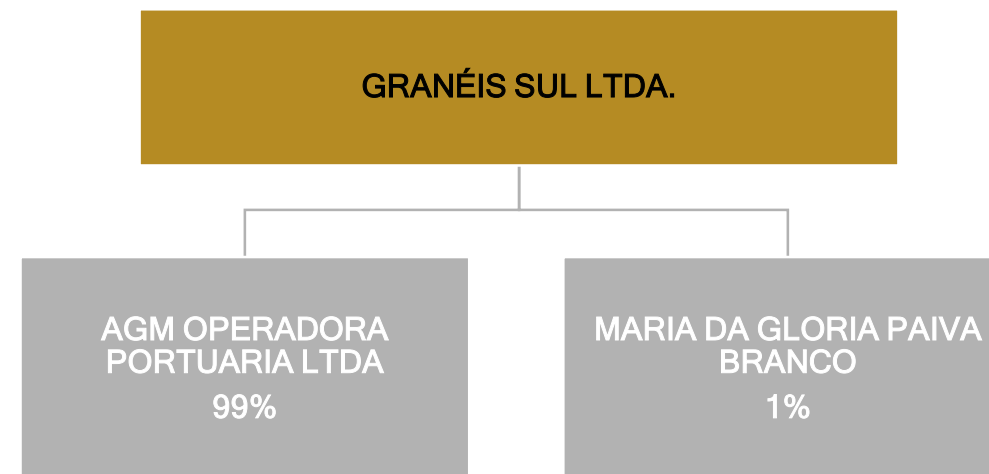 GRANÉIS SUL LTDA.
AGM OPERADORA
PORTUARIA LTDA
99%
MARIA DA GLORIA PAIVA
BRANCO
1%